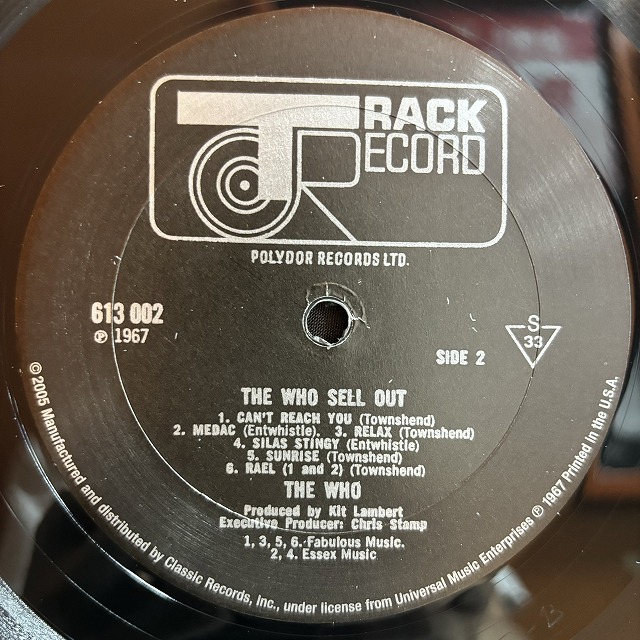 TRACK
RECORD
POLYDOR RECORDS LTD.
613 002
℗ 1967
S
33
SIDE 2
THE WHO SELL OUT
1. CAN'T REACH YOU (Townshend)
2. MEDAC (Entwhistle). 3. RELAX (Townshend)
4. SILAS STINGY (Entwhistle)
5. SUNRISE (Townshend)
6. RAEL (1 and 2) (Townshend)
THE WHO
Produced by Kit Lambert
Executive Producer: Chris Stamp
1, 3, 5, 6. Fabulous Music.
2, 4. Essex Music
© 2005 Manufactured and distributed by Classic Records, Inc., under license from Universal Music Enterprises ℗ 1967 Printed in the U.S.A.